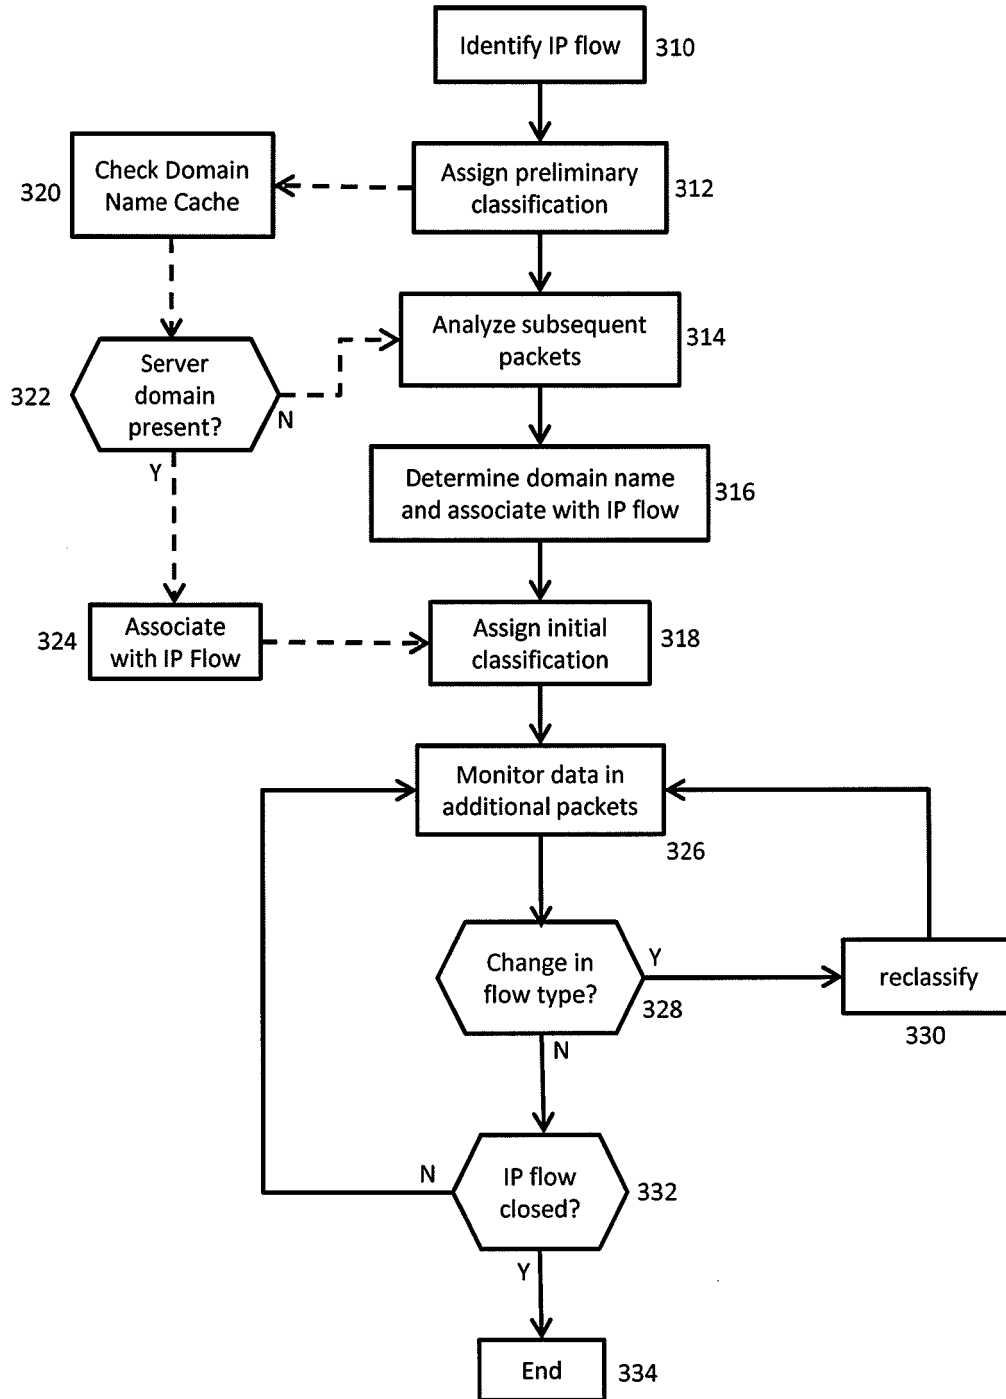 Identify IP flow
310
Check Domain
Name Cache
320
Assign preliminary
classification
312
Analyze subsequent
packets
314
Server
domain
present?
322
N
Y
Determine domain name
and associate with IP flow
316
Associate
with IP Flow
324
Assign initial
classification
318
Monitor data in
additional packets
326
Change in
flow type?
328
Y
N
reclassify
330
IP flow
closed?
332
N
Y
End
334